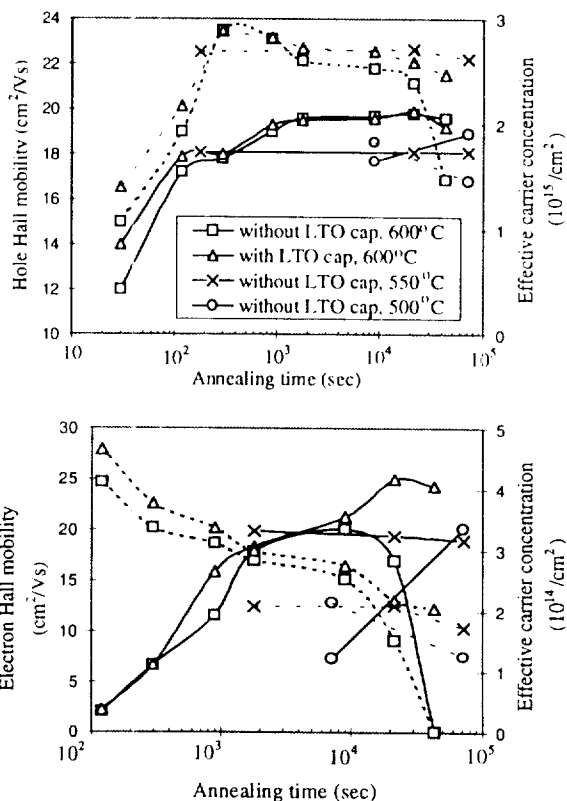 24
22
20
18
16
14
12
10
Hole Hall mobility (cm²/Vs)
3
2
1
0
Effective carrier concentration
(10¹⁵/cm²)
without LTO cap, 600°C
with LTO cap, 600°C
without LTO cap, 550°C
without LTO cap, 500°C
10
10²
10³
10⁴
10⁵
Annealing time (sec)
30
25
20
15
10
5
0
Electron Hall mobility
(cm²/Vs)
5
4
3
2
1
0
Effective carrier concentration
(10¹⁴/cm²)
10²
10³
10⁴
10⁵
Annealing time (sec)